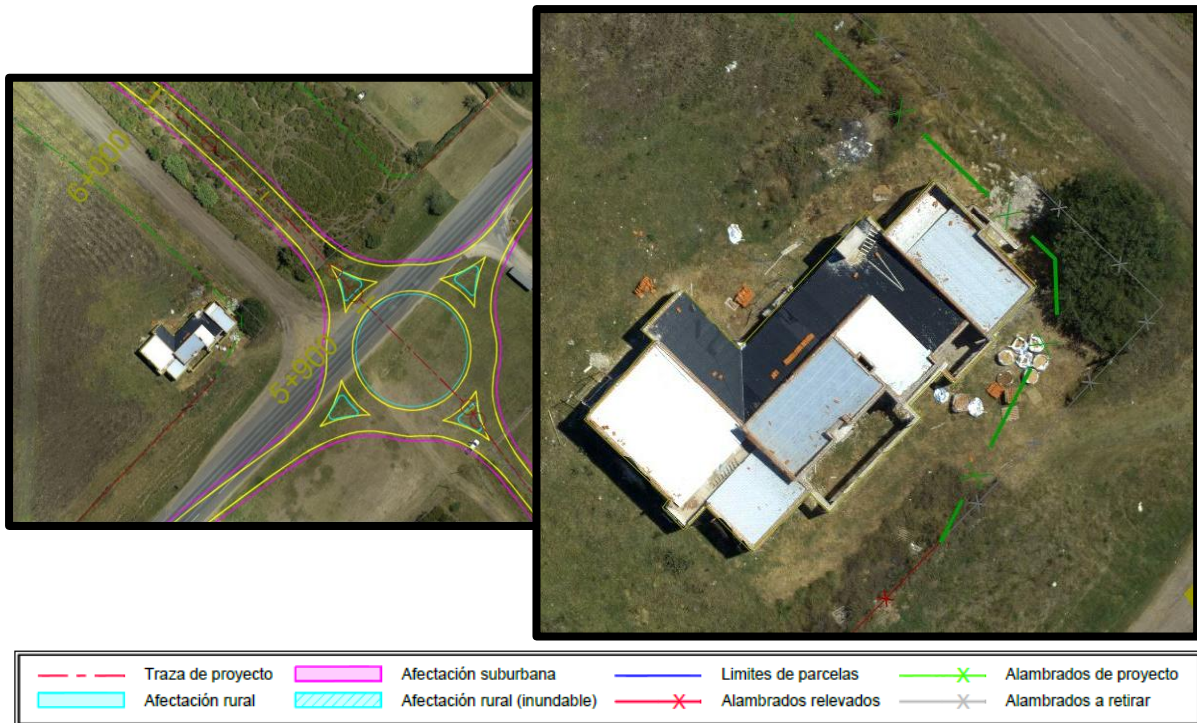 6+000
5+900
Traza de proyecto Afectación suburbana Limites de parcelas Alambrados de proyecto
Afectación rural Afectación rural (inundable) Alambrados relevados Alambrados a retirar